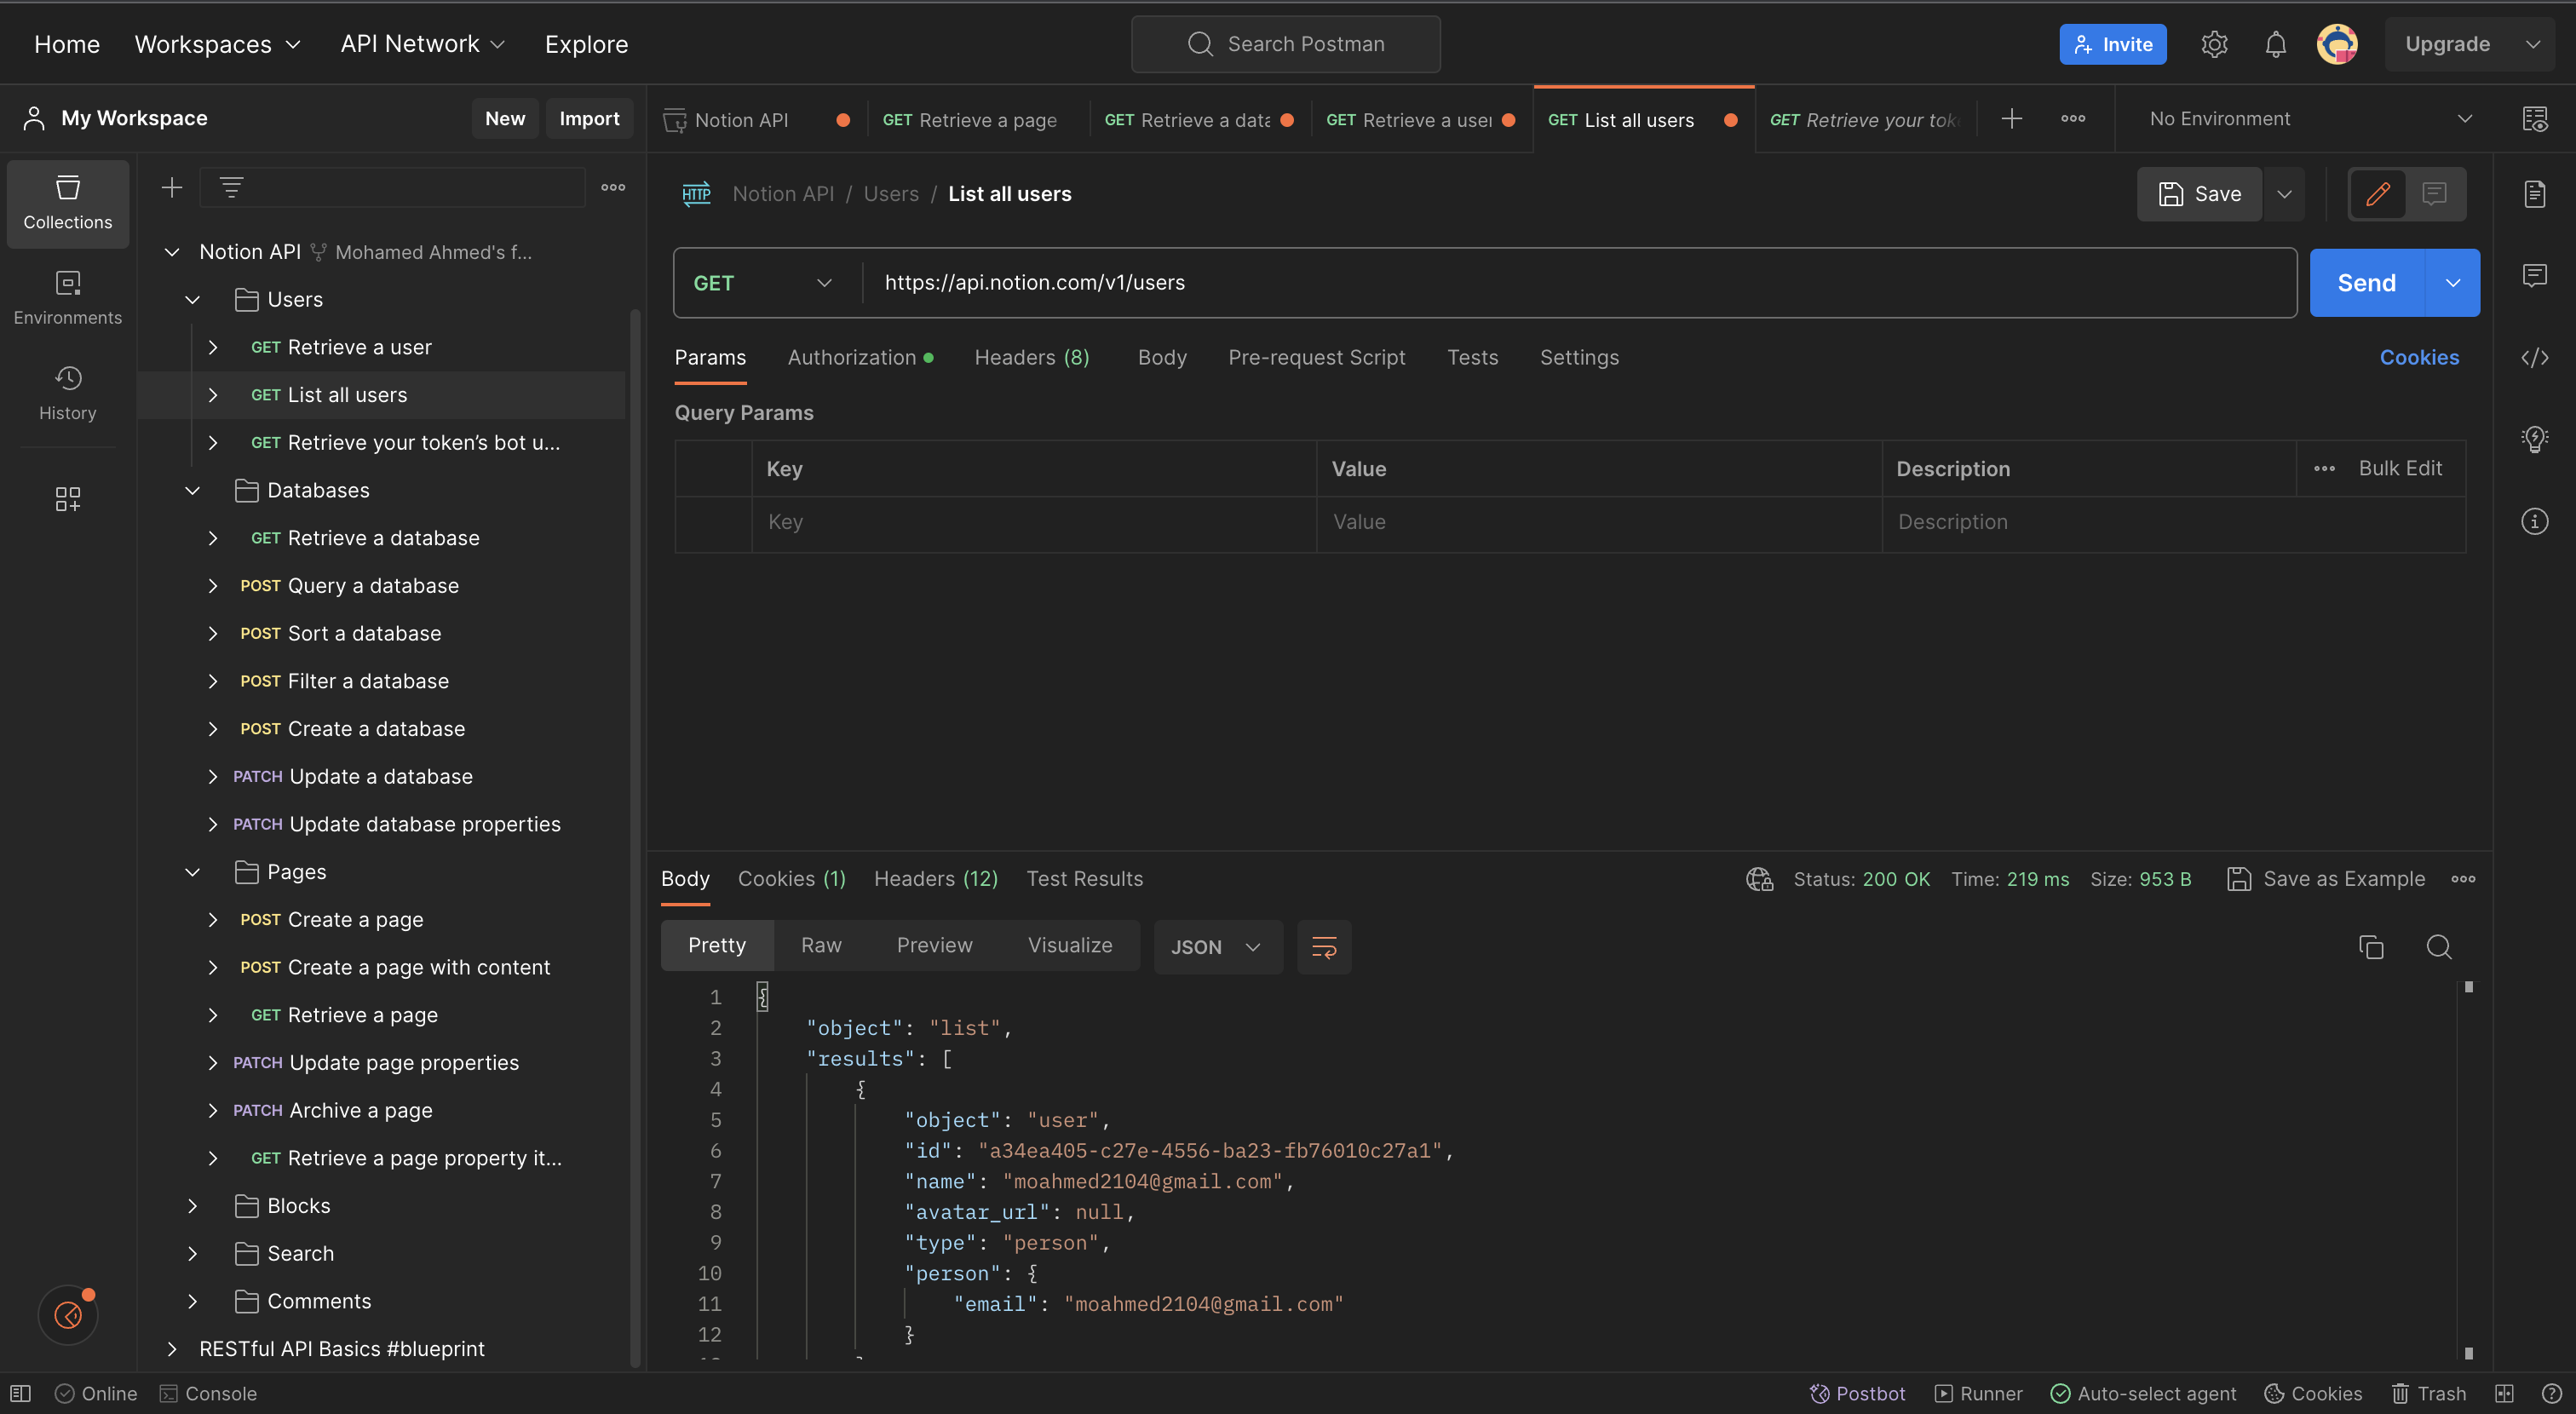 Home Workspaces API Network Explore Search Postman Invite Upgrade
My Workspace New Import
Notion API GET Retrieve a page GET Retrieve a data GET Retrieve a user GET List all users GET Retrieve your tok No Environment
Collections
Environments
History
Notion API Mohamed Ahmed's f...
Users
GET Retrieve a user
GET List all users
GET Retrieve your token’s bot u...
Databases
GET Retrieve a database
POST Query a database
POST Sort a database
POST Filter a database
POST Create a database
PATCH Update a database
PATCH Update database properties
Pages
POST Create a page
POST Create a page with content
GET Retrieve a page
PATCH Update page properties
PATCH Archive a page
GET Retrieve a page property it...
Blocks
Search
Comments
RESTful API Basics #blueprint
HTTP Notion API / Users / List all users Save
GET https://api.notion.com/v1/users Send
Params Authorization Headers (8) Body Pre-request Script Tests Settings Cookies
Query Params
Key Value Description Bulk Edit
Key Value Description
Body Cookies (1) Headers (12) Test Results Status: 200 OK Time: 219 ms Size: 953 B Save as Example
Pretty Raw Preview Visualize JSON
1 {
2 "object": "list",
3 "results": [
4 {
5 "object": "user",
6 "id": "a34ea405-c27e-4556-ba23-fb76010c27a1",
7 "name": "moahmed2104@gmail.com",
8 "avatar_url": null,
9 "type": "person",
10 "person": {
11 "email": "moahmed2104@gmail.com"
12 }
Online Console Postbot Runner Auto-select agent Cookies Trash